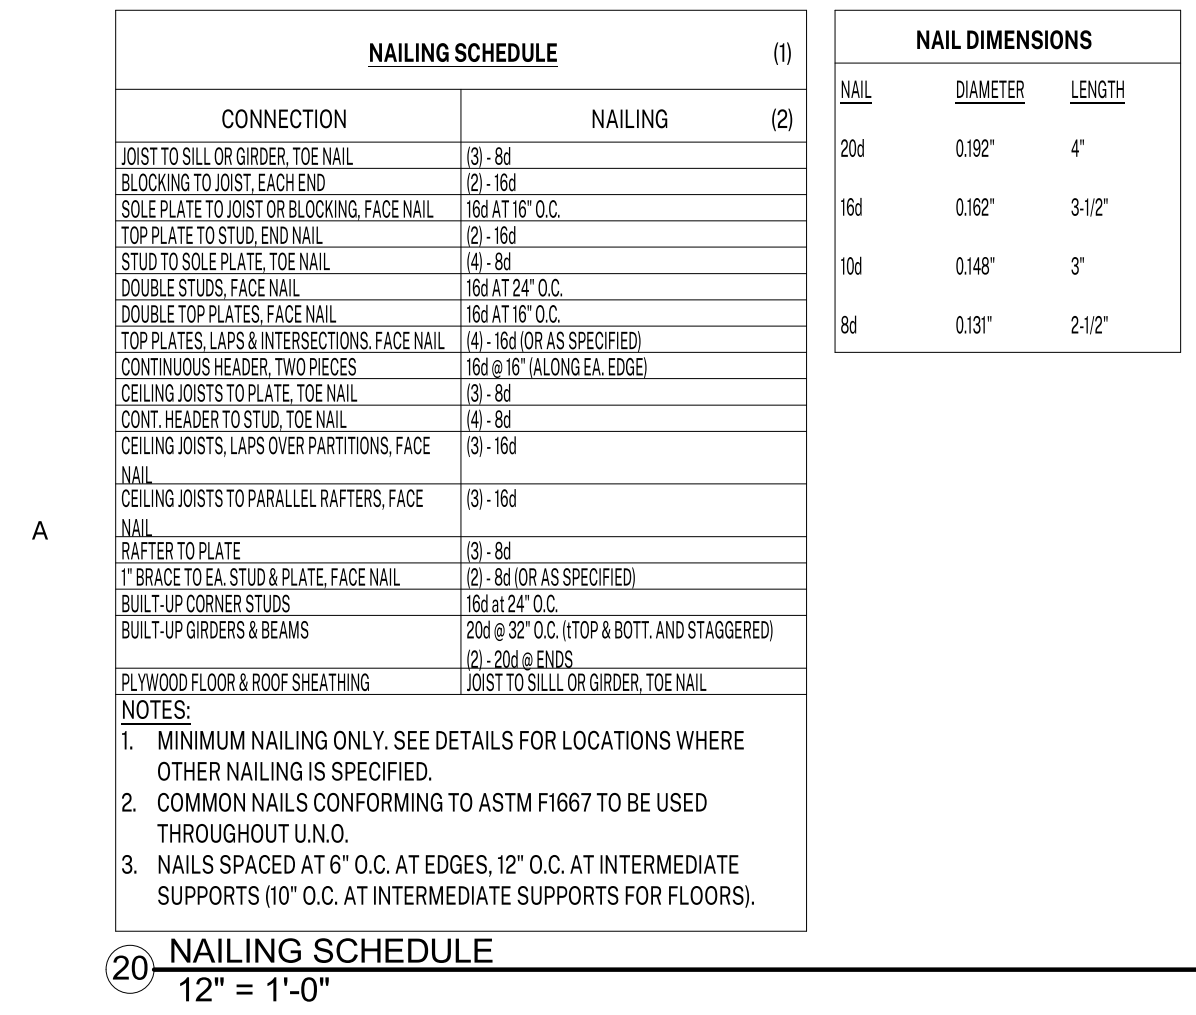 NAILING SCHEDULE (1)
CONNECTION NAILING (2)
JOIST TO SILL OR GIRDER, TOE NAIL (3) - 8d
BLOCKING TO JOIST, EACH END (2) - 16d
SOLE PLATE TO JOIST OR BLOCKING, FACE NAIL 16d AT 16" O.C.
TOP PLATE TO STUD, END NAIL (2) - 16d
STUD TO SOLE PLATE, TOE NAIL (4) - 8d
DOUBLE STUDS, FACE NAIL 16d AT 24" O.C.
DOUBLE TOP PLATES, FACE NAIL 16d AT 16" O.C.
TOP PLATES, LAPS & INTERSECTIONS. FACE NAIL (4) - 16d (OR AS SPECIFIED)
CONTINUOUS HEADER, TWO PIECES 16d @ 16" (ALONG EA. EDGE)
CEILING JOISTS TO PLATE, TOE NAIL (3) - 8d
CONT. HEADER TO STUD, TOE NAIL (4) - 8d
CEILING JOISTS, LAPS OVER PARTITIONS, FACE (3) - 16d
NAIL
CEILING JOISTS TO PARALLEL RAFTERS, FACE (3) - 16d
NAIL
RAFTER TO PLATE (3) - 8d
1" BRACE TO EA. STUD & PLATE, FACE NAIL (2) - 8d (OR AS SPECIFIED)
BUILT-UP CORNER STUDS 16d at 24" O.C.
BUILT-UP GIRDERS & BEAMS 20d @ 32" O.C. (tTOP & BOTT. AND STAGGERED)
(2) - 20d @ ENDS
PLYWOOD FLOOR & ROOF SHEATHING JOIST TO SILLL OR GIRDER, TOE NAIL
NOTES:
1. MINIMUM NAILING ONLY. SEE DETAILS FOR LOCATIONS WHERE
OTHER NAILING IS SPECIFIED.
2. COMMON NAILS CONFORMING TO ASTM F1667 TO BE USED
THROUGHOUT U.N.O.
3. NAILS SPACED AT 6" O.C. AT EDGES, 12" O.C. AT INTERMEDIATE
SUPPORTS (10" O.C. AT INTERMEDIATE SUPPORTS FOR FLOORS).
NAIL DIMENSIONS
NAIL DIAMETER LENGTH
20d 0.192" 4"
16d 0.162" 3-1/2"
10d 0.148" 3"
8d 0.131" 2-1/2"
A
20 NAILING SCHEDULE
12" = 1'-0"